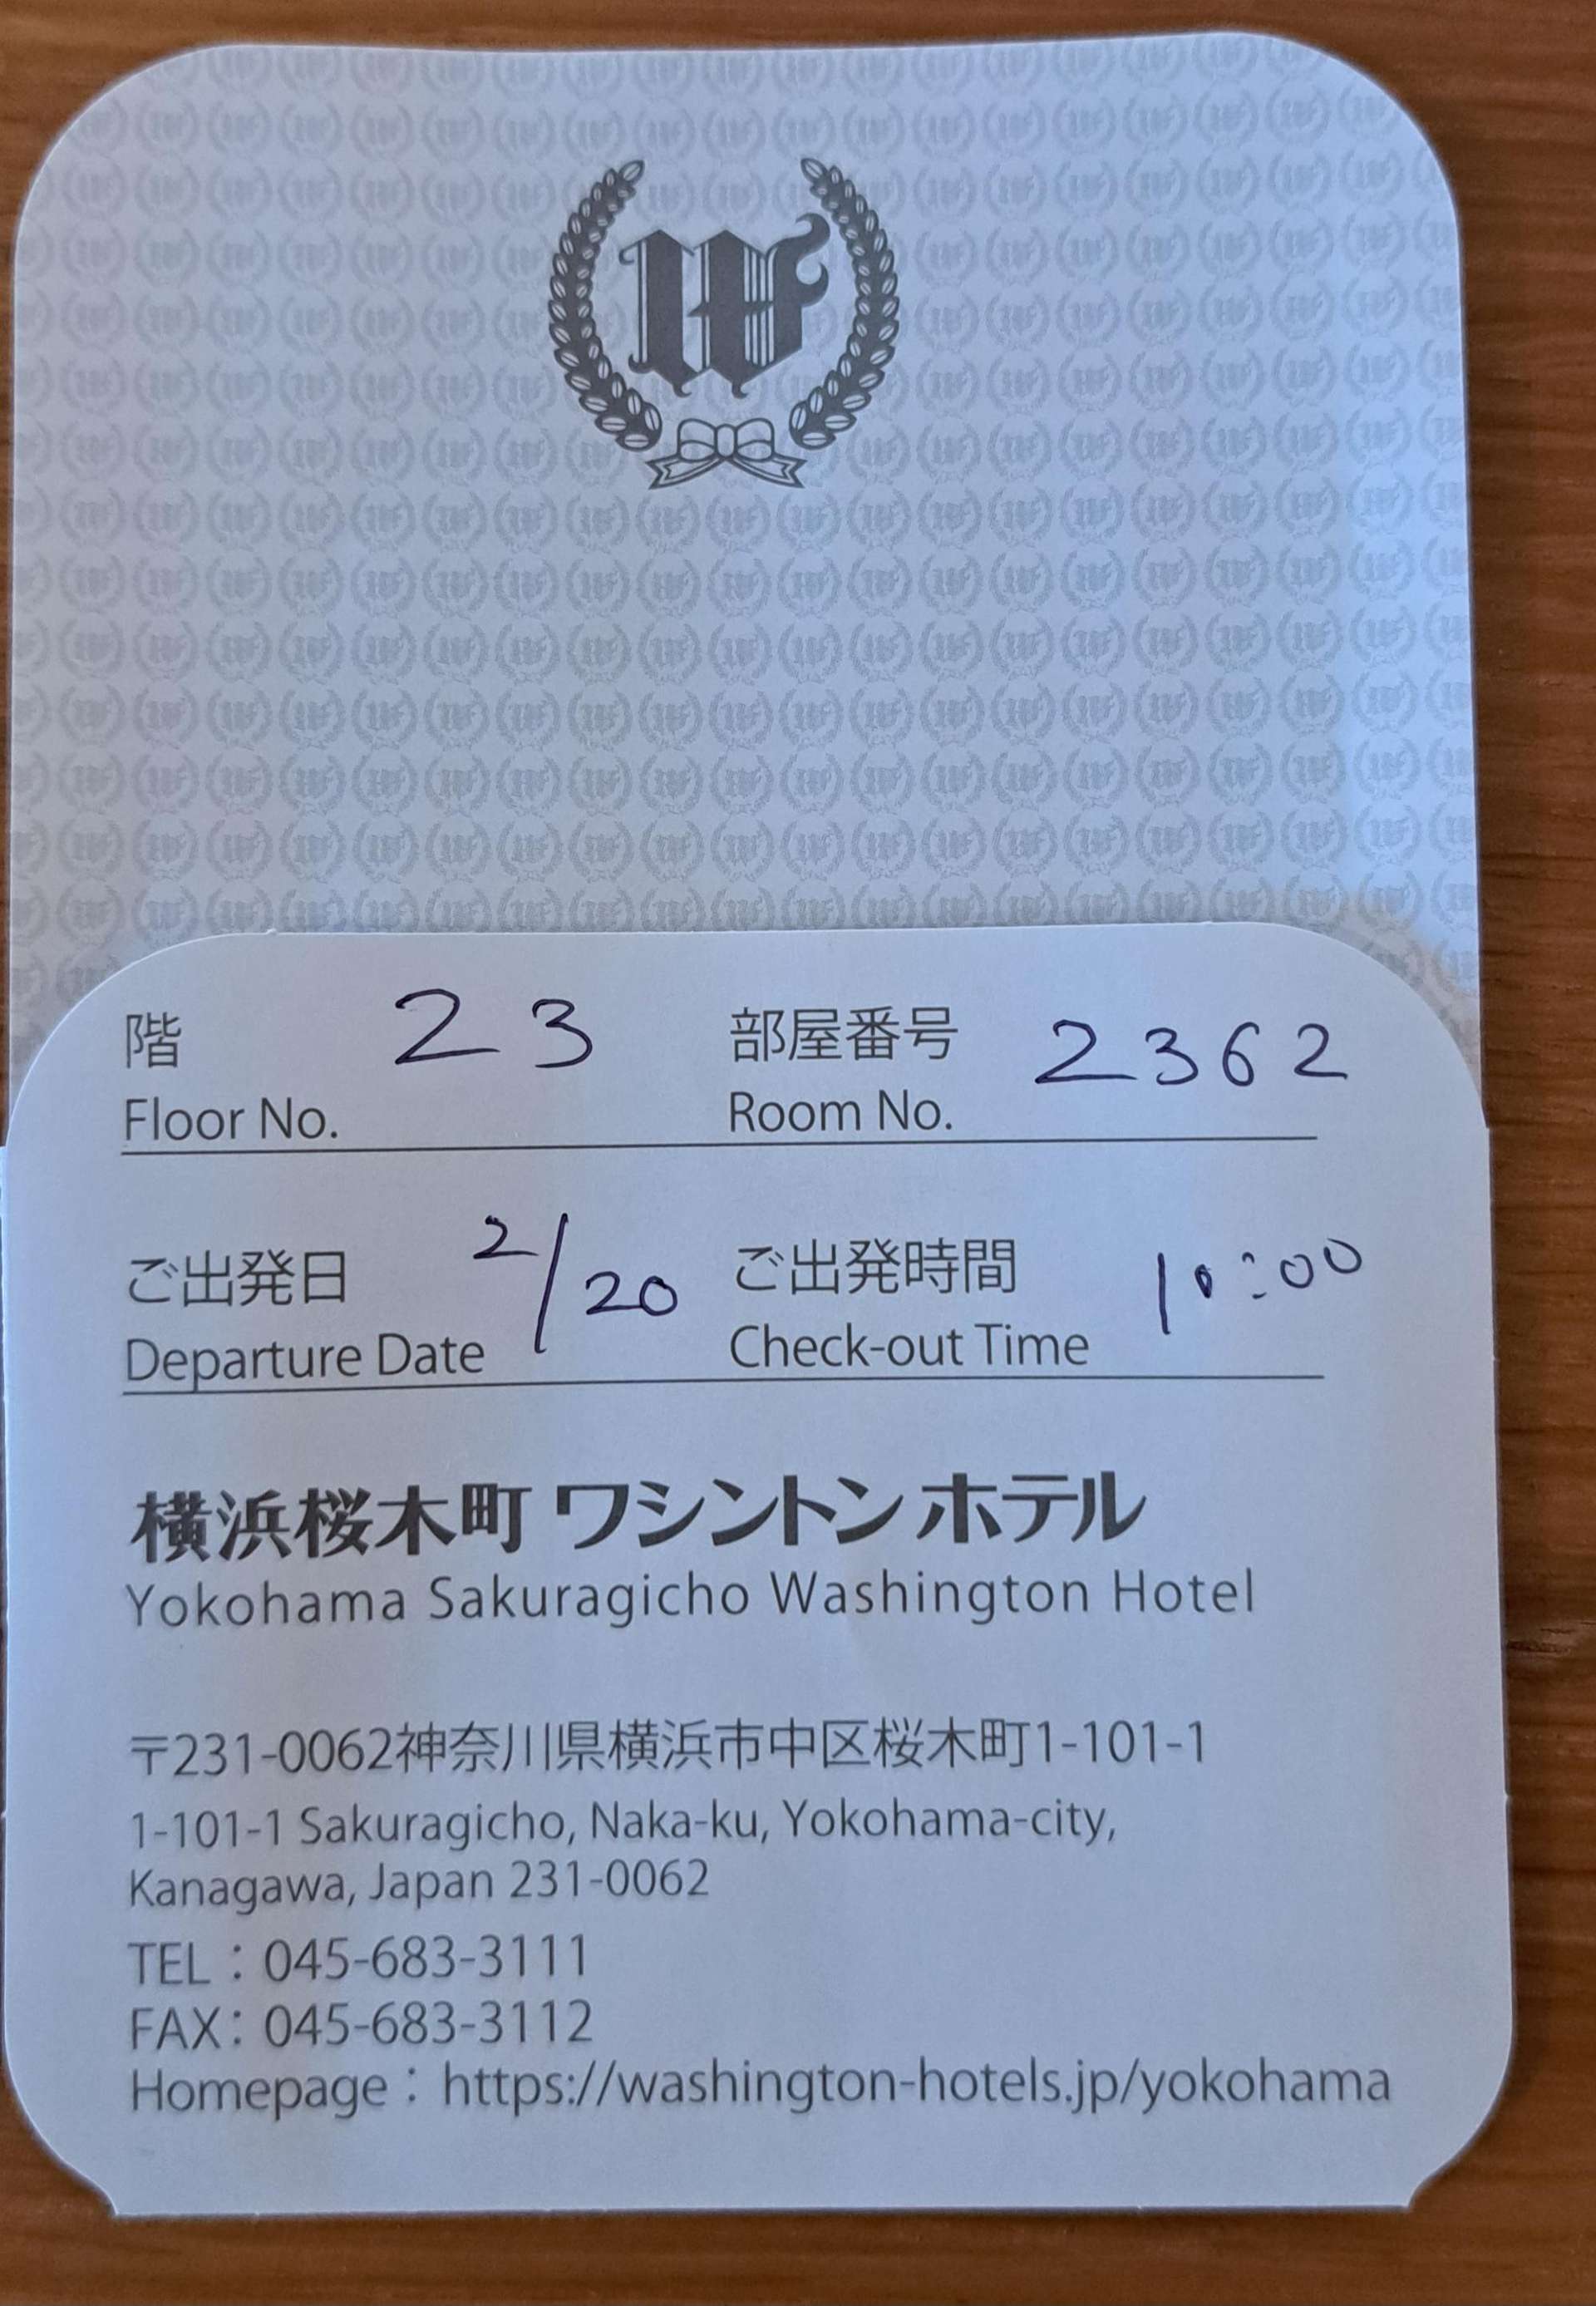 W
階 23 部屋番号 2362
Floor No. Room No.
ご出発日 2/20 ご出発時間 10:00
Departure Date Check-out Time
横浜桜木町 ワシントン ホテル
Yokohama Sakuragicho Washington Hotel
〒231-0062神奈川県横浜市中区桜木町1-101-1
1-101-1 Sakuragicho, Naka-ku, Yokohama-city,
Kanagawa, Japan 231-0062
TEL：045-683-3111
FAX：045-683-3112
Homepage：https://washington-hotels.jp/yokohama